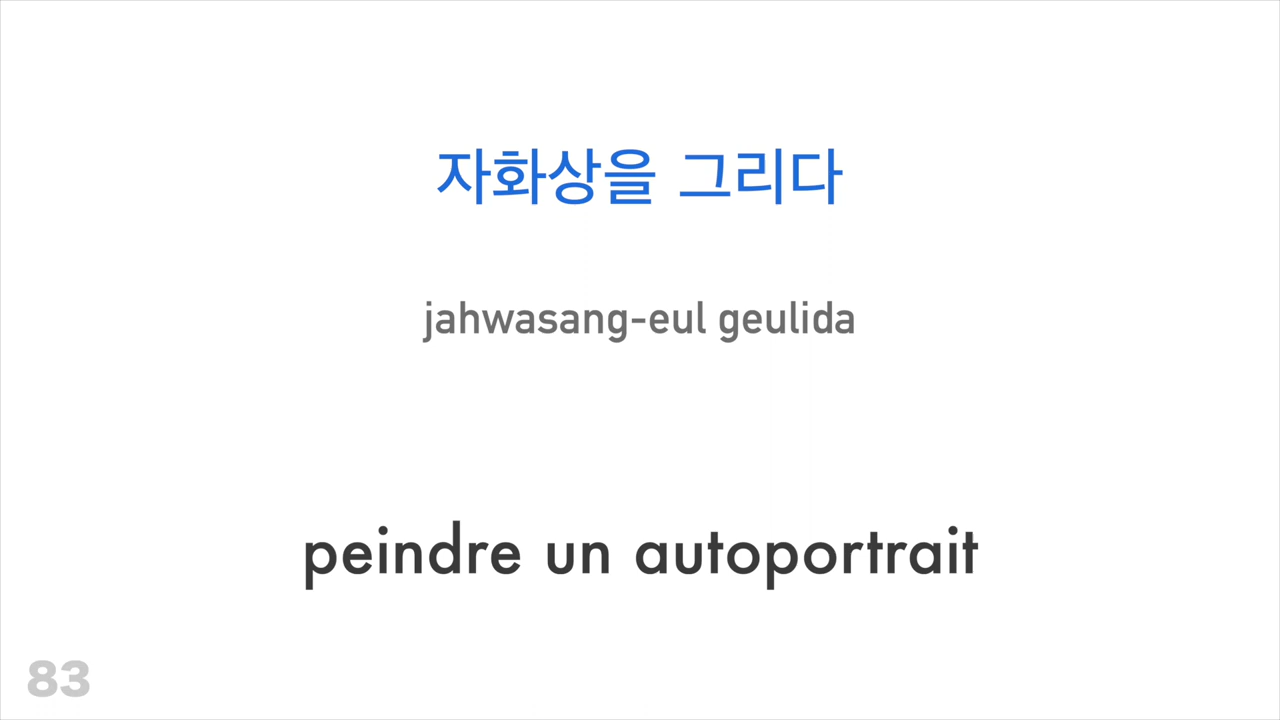 자화상을 그리다
jahwasang-eul geulida
peindre un autoportrait
83